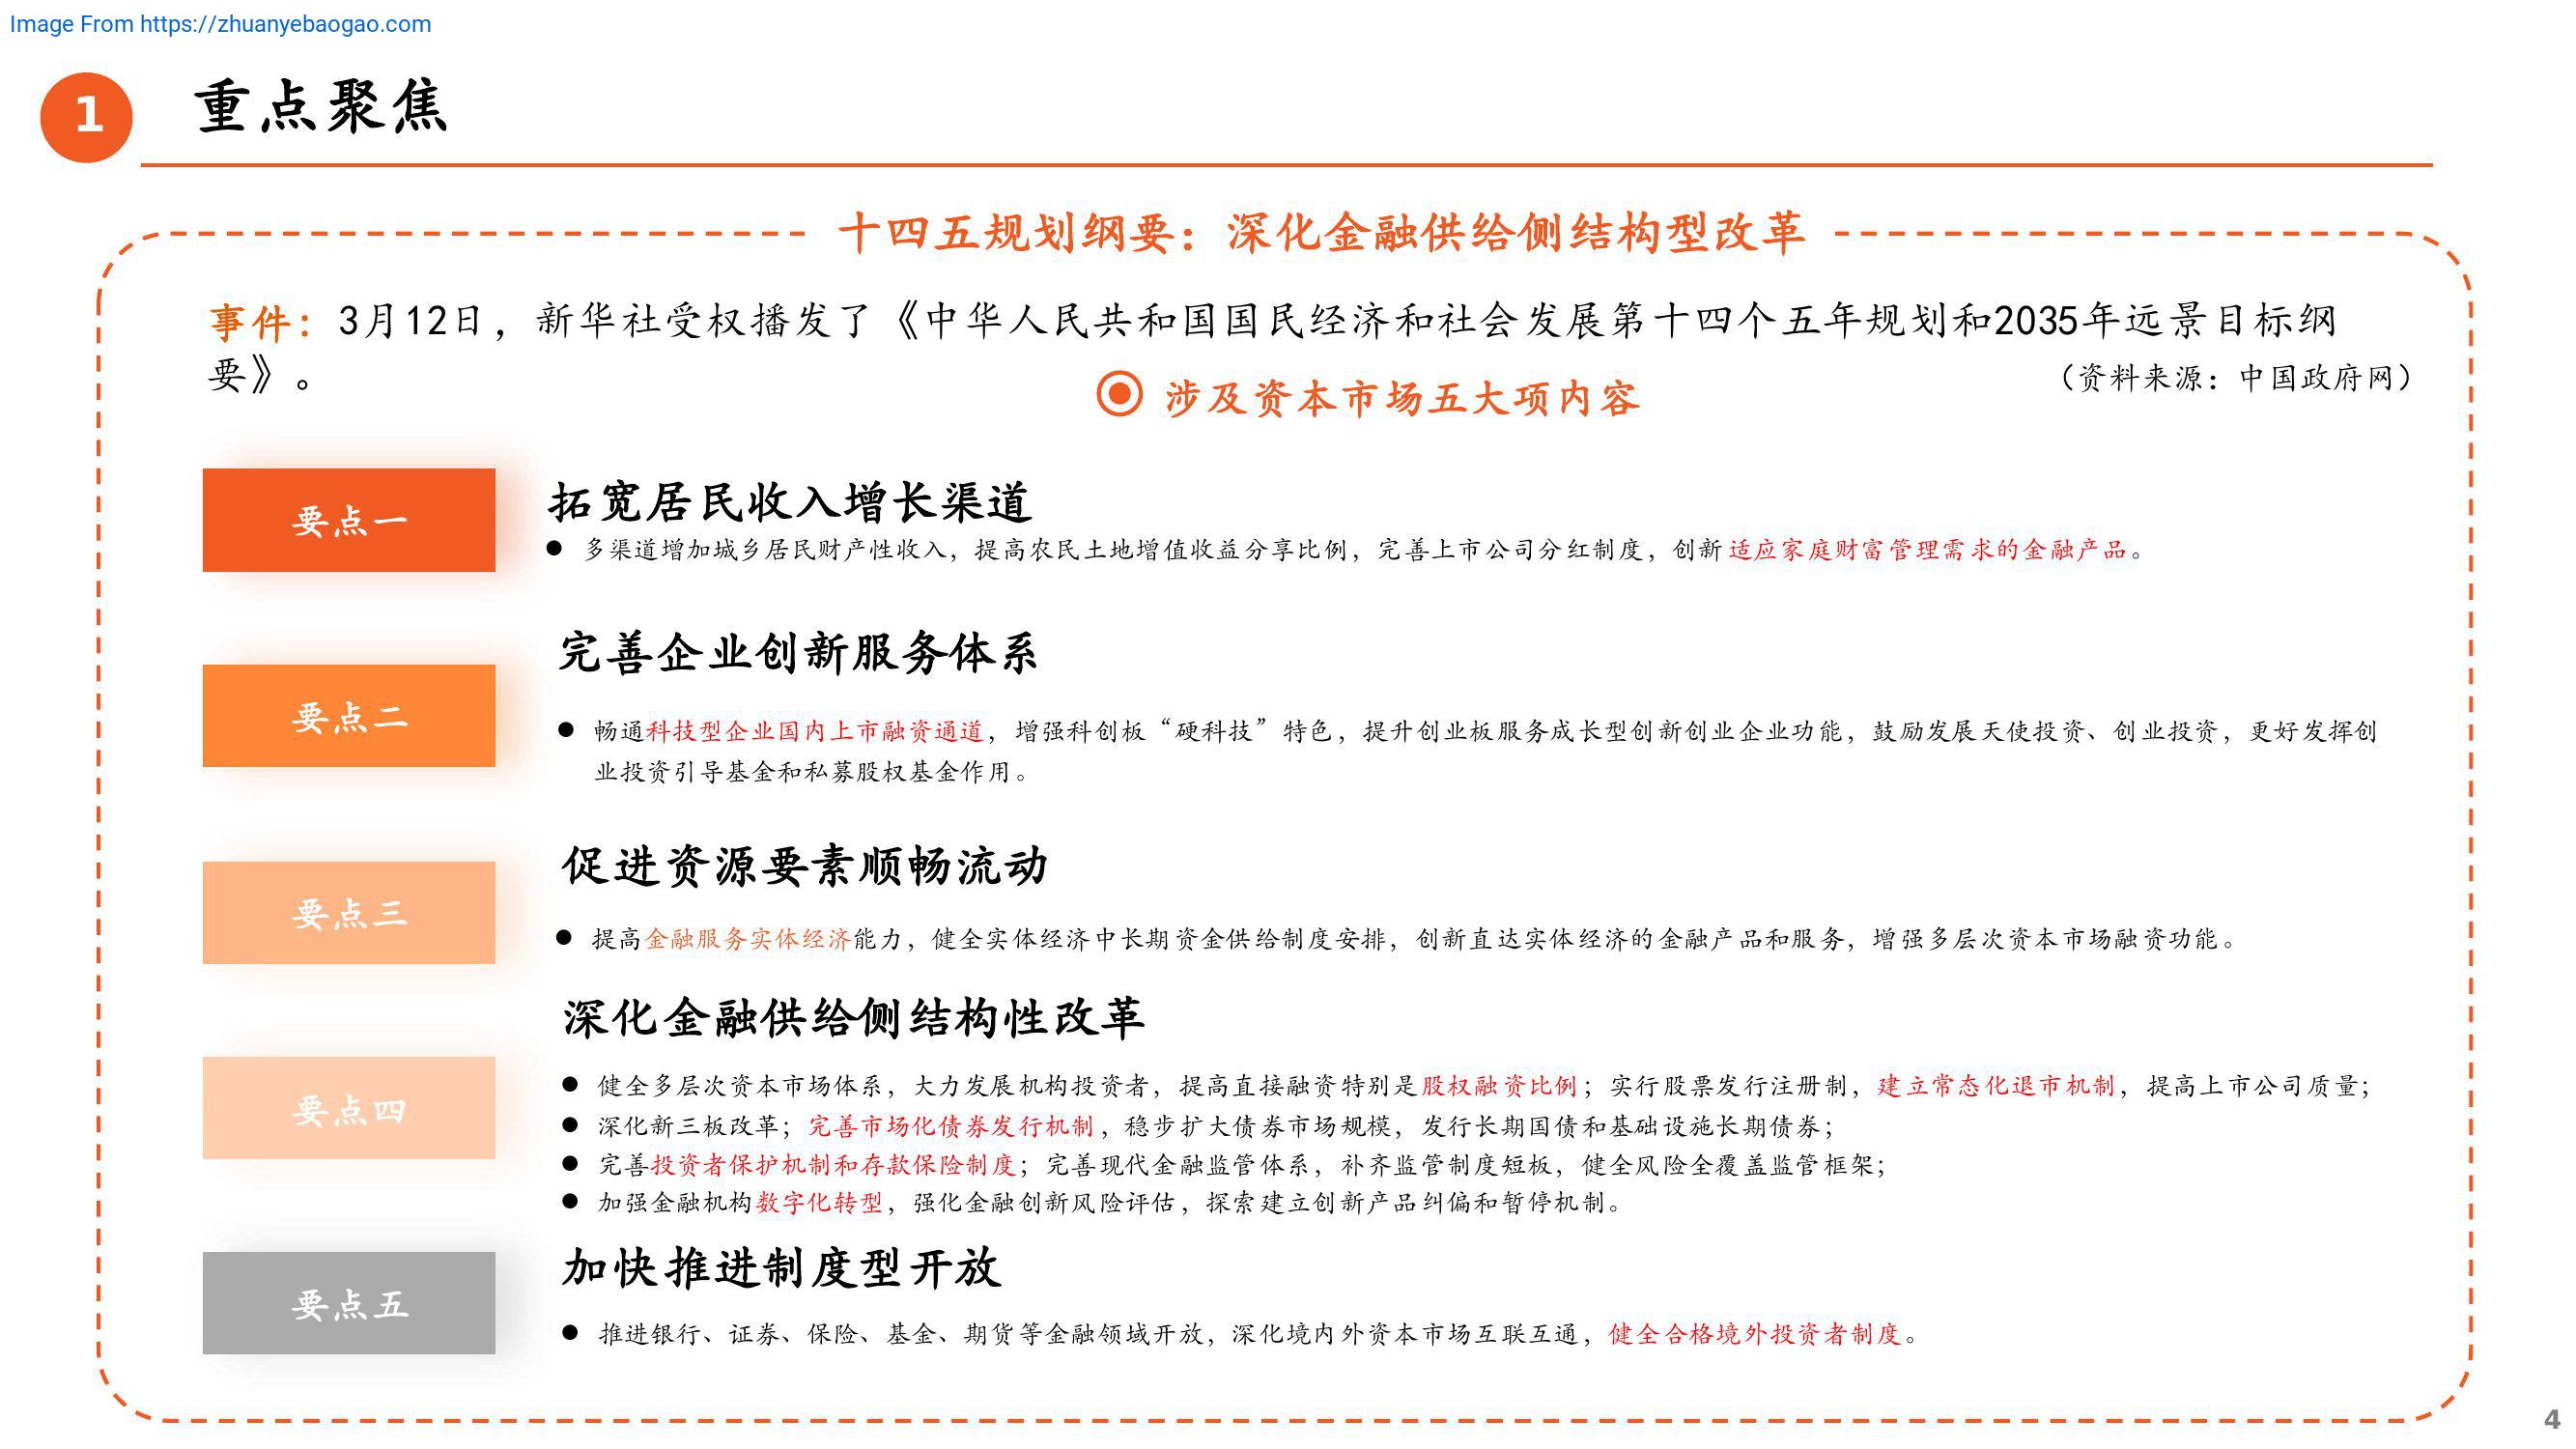 Image From https://zhuanyebaogao.com
1
重点聚焦
十四五规划纲要：深化金融供给侧结构型改革
事件：3月12日，新华社受权播发了《中华人民共和国国民经济和社会发展第十四个五年规划和2035年远景目标纲
要》。
（资料来源：中国政府网）
涉及资本市场五大项内容
要点一
拓宽居民收入增长渠道
● 多渠道增加城乡居民财产性收入，提高农民土地增值收益分享比例，完善上市公司分红制度，创新适应家庭财富管理需求的金融产品。
要点二
完善企业创新服务体系
● 畅通科技型企业国内上市融资通道，增强科创板“硬科技”特色，提升创业板服务成长型创新创业企业功能，鼓励发展天使投资、创业投资，更好发挥创
业投资引导基金和私募股权基金作用。
要点三
促进资源要素顺畅流动
● 提高金融服务实体经济能力，健全实体经济中长期资金供给制度安排，创新直达实体经济的金融产品和服务，增强多层次资本市场融资功能。
要点四
深化金融供给侧结构性改革
● 健全多层次资本市场体系，大力发展机构投资者，提高直接融资特别是股权融资比例；实行股票发行注册制，建立常态化退市机制，提高上市公司质量；
● 深化新三板改革；完善市场化债券发行机制，稳步扩大债券市场规模，发行长期国债和基础设施长期债券；
● 完善投资者保护机制和存款保险制度；完善现代金融监管体系，补齐监管制度短板，健全风险全覆盖监管框架；
● 加强金融机构数字化转型，强化金融创新风险评估，探索建立创新产品纠偏和暂停机制。
要点五
加快推进制度型开放
● 推进银行、证券、保险、基金、期货等金融领域开放，深化境内外资本市场互联互通，健全合格境外投资者制度。
4